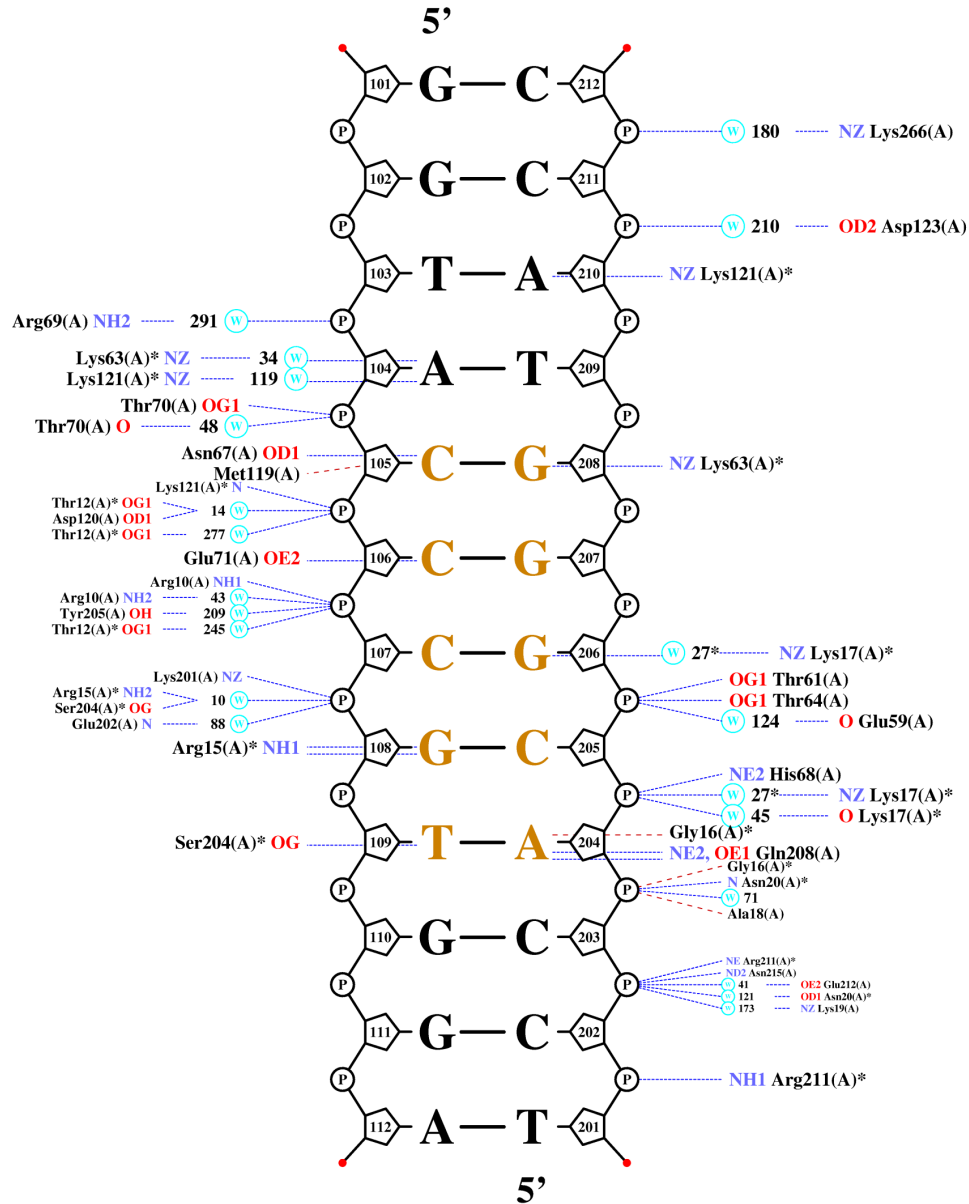 5’
101 G C 212
P P W 180 NZ Lys266(A)
102 G C 211
P P W 210 OD2 Asp123(A)
103 T A 210 NZ Lys121(A)*
Arg69(A) NH2 291 W P P
Lys63(A)* NZ 34 W
104 A T 209
Lys121(A)* NZ 119 W
Thr70(A) OG1 P P
Thr70(A) O 48 W
Asn67(A) OD1
105 C G 208 NZ Lys63(A)*
Met119(A)
Lys121(A)* N
Thr12(A)* OG1
14 W P P
Asp120(A) OD1
Thr12(A)* OG1 277 W
Glu71(A) OE2 106 C G 207
Arg10(A) NH1
Arg10(A) NH2 43 W P P
Tyr205(A) OH 209 W
Thr12(A)* OG1 245 W
107 C G 206 W 27* NZ Lys17(A)*
Lys201(A) NZ OG1 Thr61(A)
Arg15(A)* NH2
10 W P P OG1 Thr64(A)
Ser204(A)* OG
Glu202(A) N 88 W W 124 O Glu59(A)
Arg15(A)* NH1 108 G C 205
NE2 His68(A)
P P W 27* NZ Lys17(A)*
W 45 O Lys17(A)*
Gly16(A)*
Ser204(A)* OG 109 T A 204
NE2, OE1 Gln208(A)
Gly16(A)*
P P N Asn20(A)*
W 71
Ala18(A)
110 G C 203
NE Arg211(A)*
ND2 Asn215(A)
P P W 41 OE2 Glu212(A)
W 121 OD1 Asn20(A)*
W 173 NZ Lys19(A)
111 G C 202
P P NH1 Arg211(A)*
112 A T 201
5’